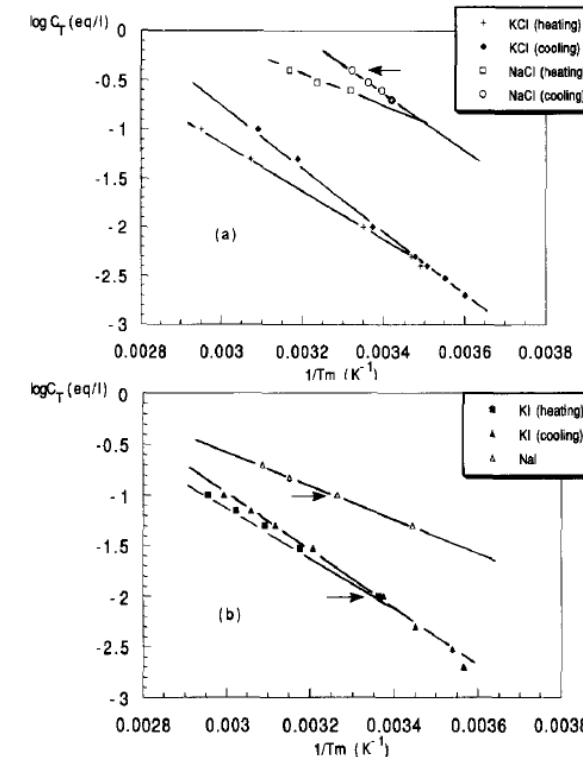 log C_T (eq/l)
+ KCl (heating)
◆ KCl (cooling)
□ NaCl (heating)
○ NaCl (cooling)
0
-0.5
-1
-1.5
-2
-2.5
-3
(a)
0.0028 0.003 0.0032 0.0034 0.0036 0.0038
1/Tm (K⁻¹)
logC_T (eq/l)
■ KI (heating)
▲ KI (cooling)
△ NaI
0
-0.5
-1
-1.5
-2
-2.5
-3
(b)
0.0028 0.003 0.0032 0.0034 0.0036 0.0038
1/Tm (K⁻¹)